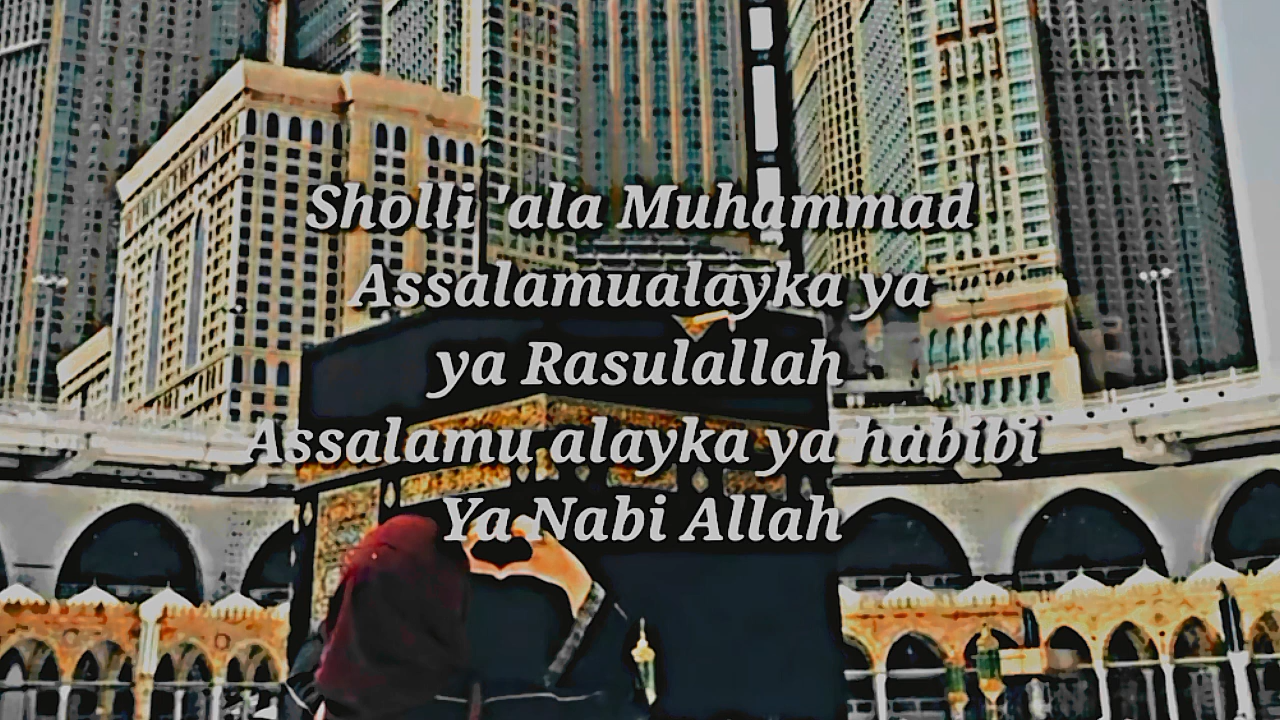 Sholli 'ala Muhammad
Assalamualayka ya
ya Rasulallah
Assalamu alayka ya habibi
Ya Nabi Allah